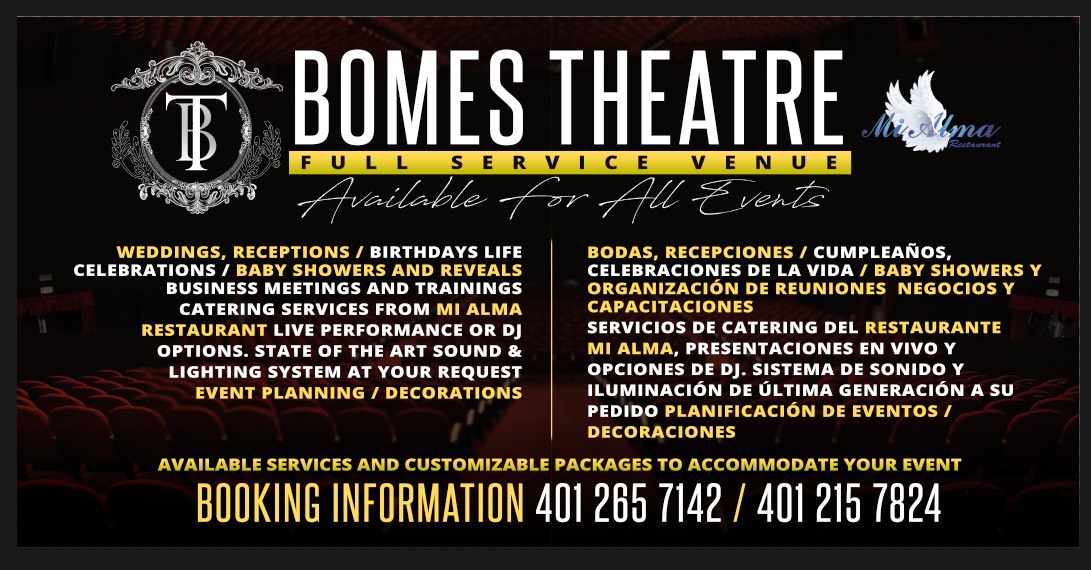 TB
BOMES THEATRE
FULL SERVICE VENUE
Available For All Events
Mi Alma
Restaurant
WEDDINGS, RECEPTIONS / BIRTHDAYS LIFE
CELEBRATIONS / BABY SHOWERS AND REVEALS
BUSINESS MEETINGS AND TRAININGS
CATERING SERVICES FROM MI ALMA
RESTAURANT LIVE PERFORMANCE OR DJ
OPTIONS. STATE OF THE ART SOUND &
LIGHTING SYSTEM AT YOUR REQUEST
EVENT PLANNING / DECORATIONS
BODAS, RECEPCIONES / CUMPLEAÑOS,
CELEBRACIONES DE LA VIDA / BABY SHOWERS Y
ORGANIZACIÓN DE REUNIONES NEGOCIOS Y
CAPACITACIONES
SERVICIOS DE CATERING DEL RESTAURANTE
MI ALMA, PRESENTACIONES EN VIVO Y
OPCIONES DE DJ. SISTEMA DE SONIDO Y
ILUMINACIÓN DE ÚLTIMA GENERACIÓN A SU
PEDIDO PLANIFICACIÓN DE EVENTOS /
DECORACIONES
AVAILABLE SERVICES AND CUSTOMIZABLE PACKAGES TO ACCOMMODATE YOUR EVENT
BOOKING INFORMATION 401 265 7142 / 401 215 7824